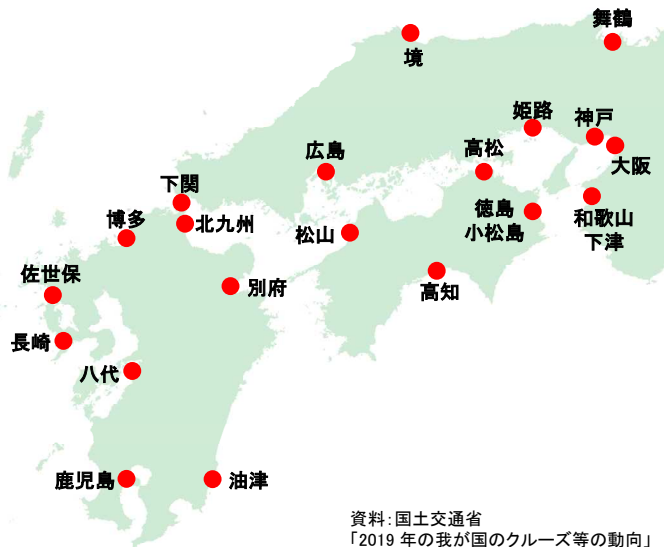 舞鶴
境
姫路
神戸
広島
高松
大阪
下関
徳島
小松島
和歌山
下津
博多
北九州
松山
佐世保
別府
高知
長崎
八代
鹿児島
油津
資料:国土交通省
「2019 年の我が国のクルーズ等の動向」